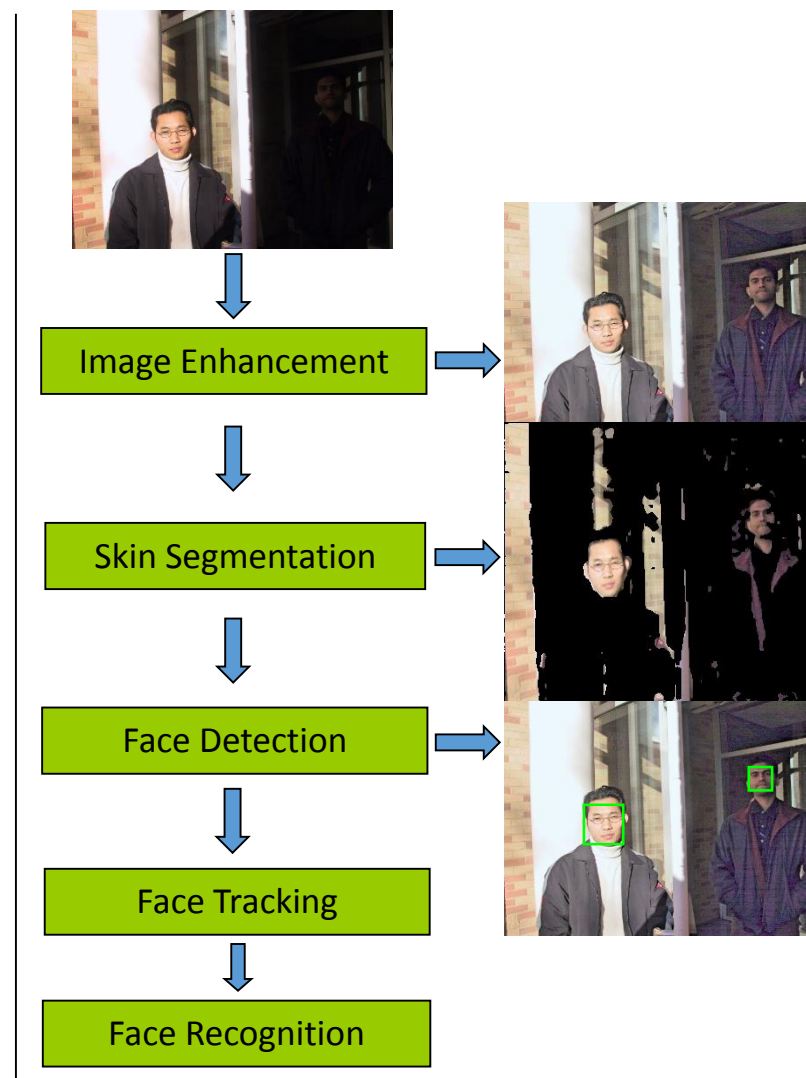 Image Enhancement
Skin Segmentation
Face Detection
Face Tracking
Face Recognition